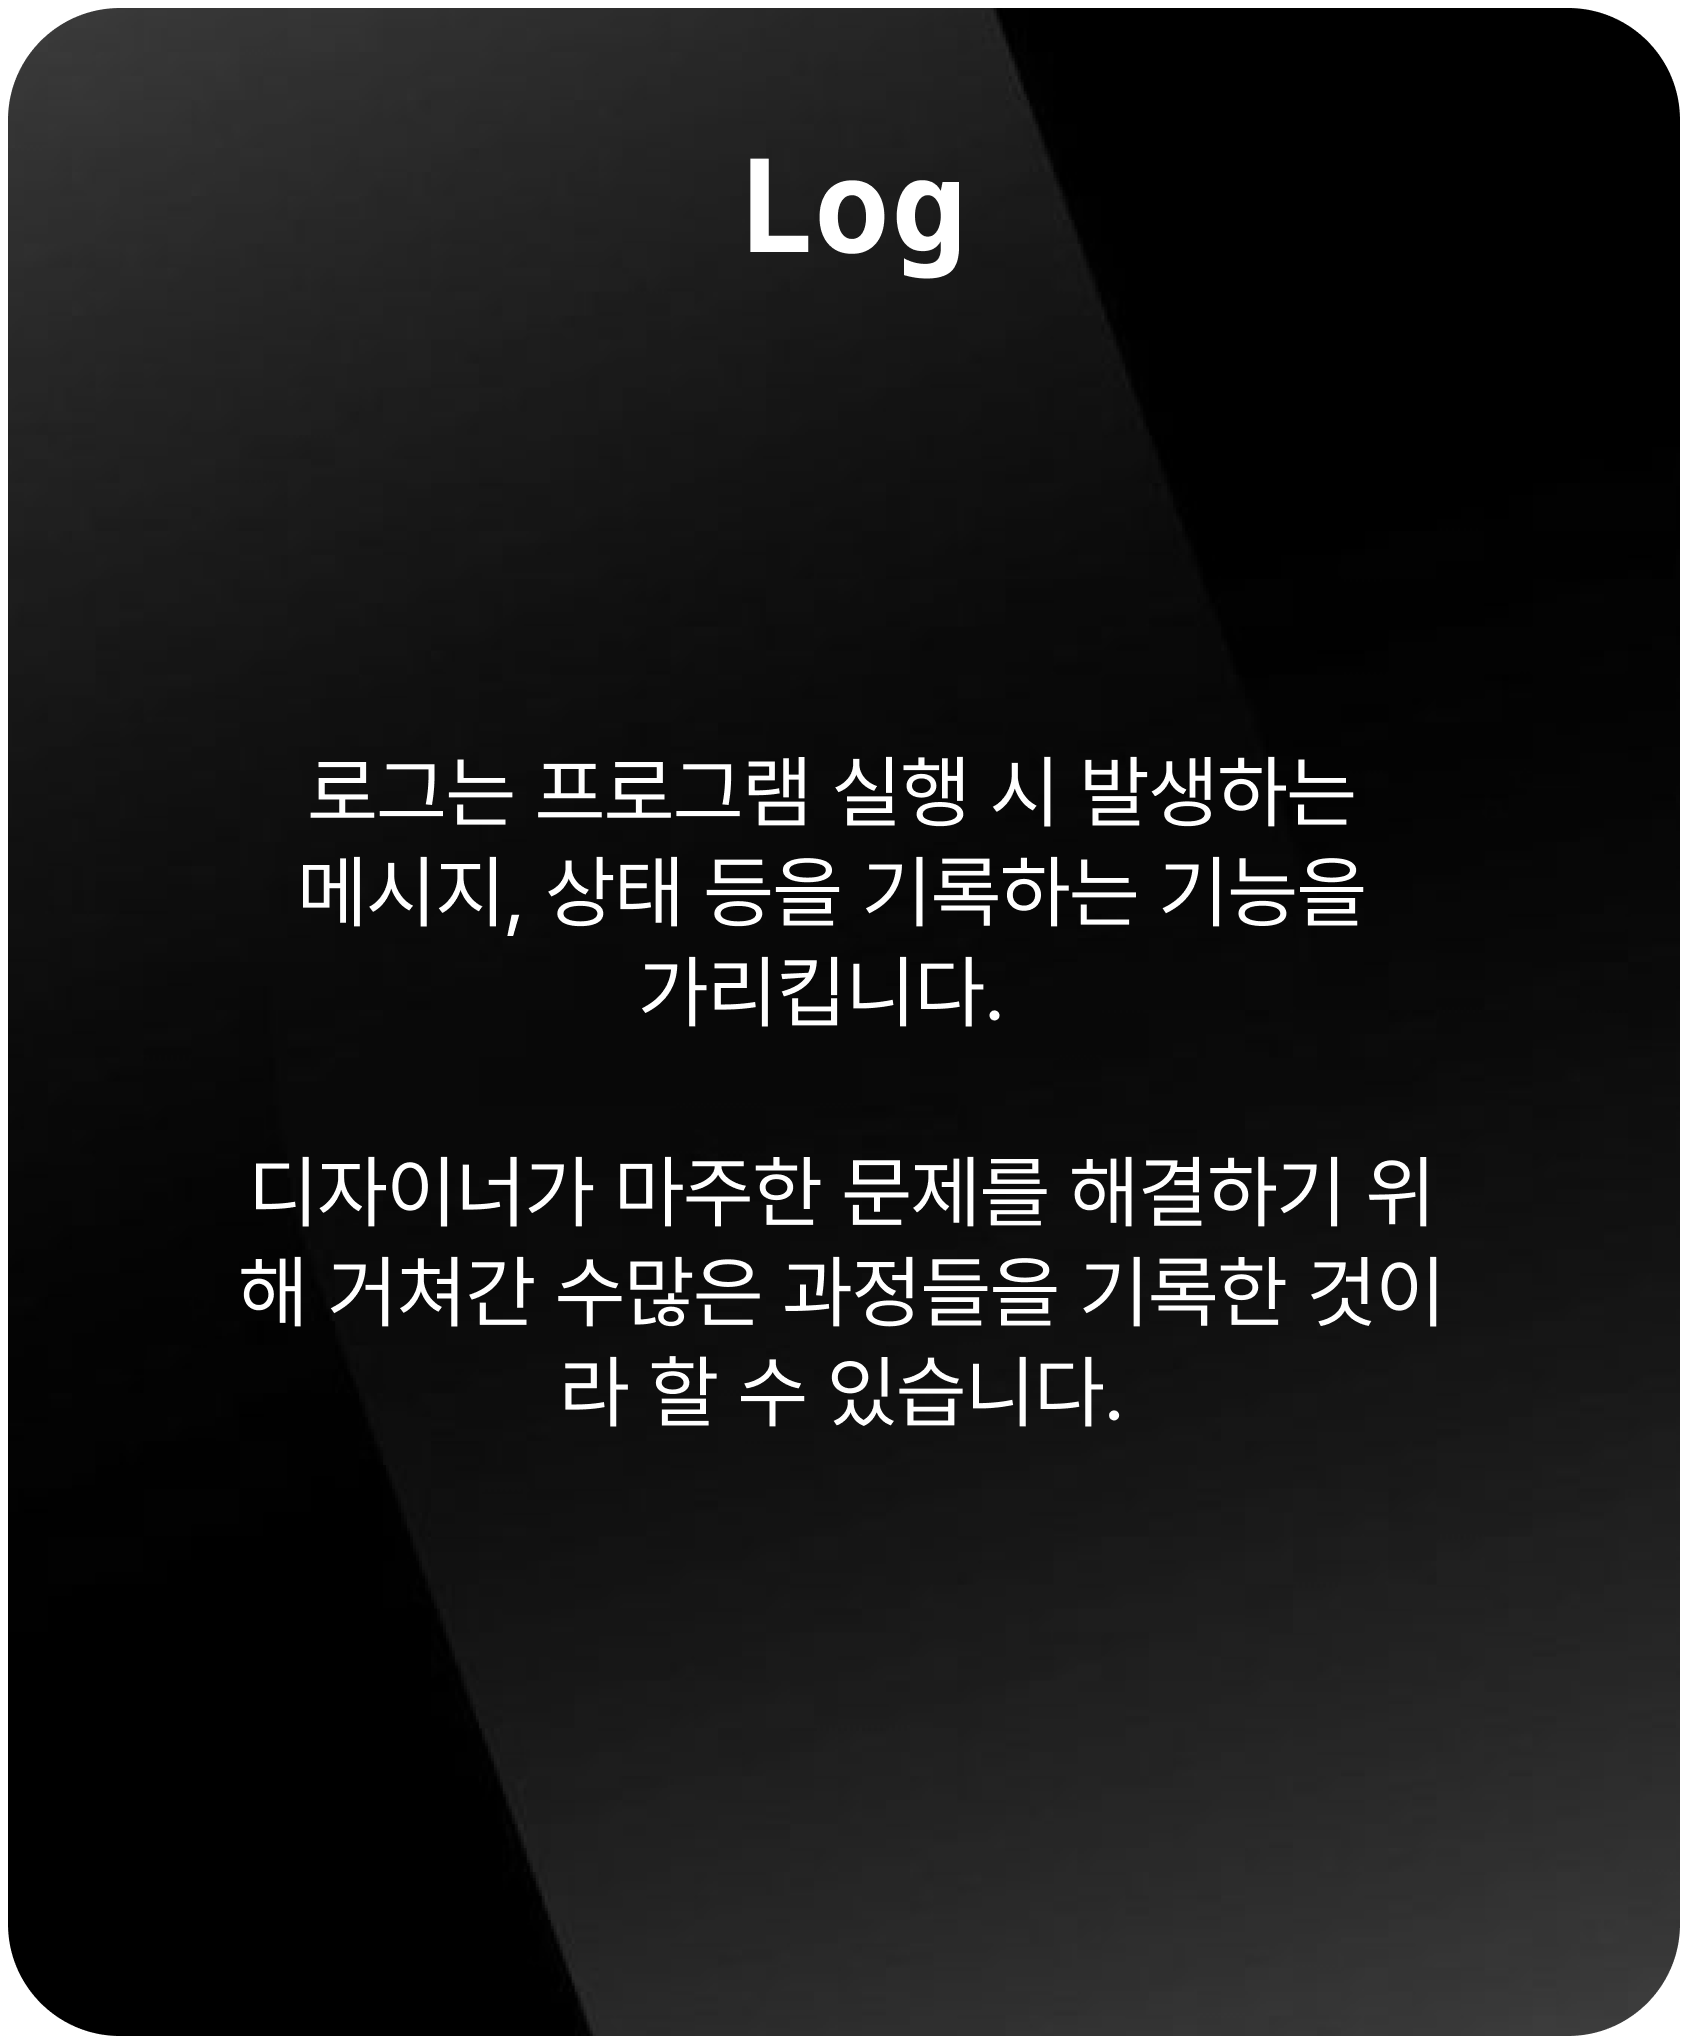 Log
로그는 프로그램 실행 시 발생하는
메시지, 상태 등을 기록하는 기능을
가리킵니다.
디자이너가 마주한 문제를 해결하기 위
해 거쳐간 수많은 과정들을 기록한 것이
라 할 수 있습니다.